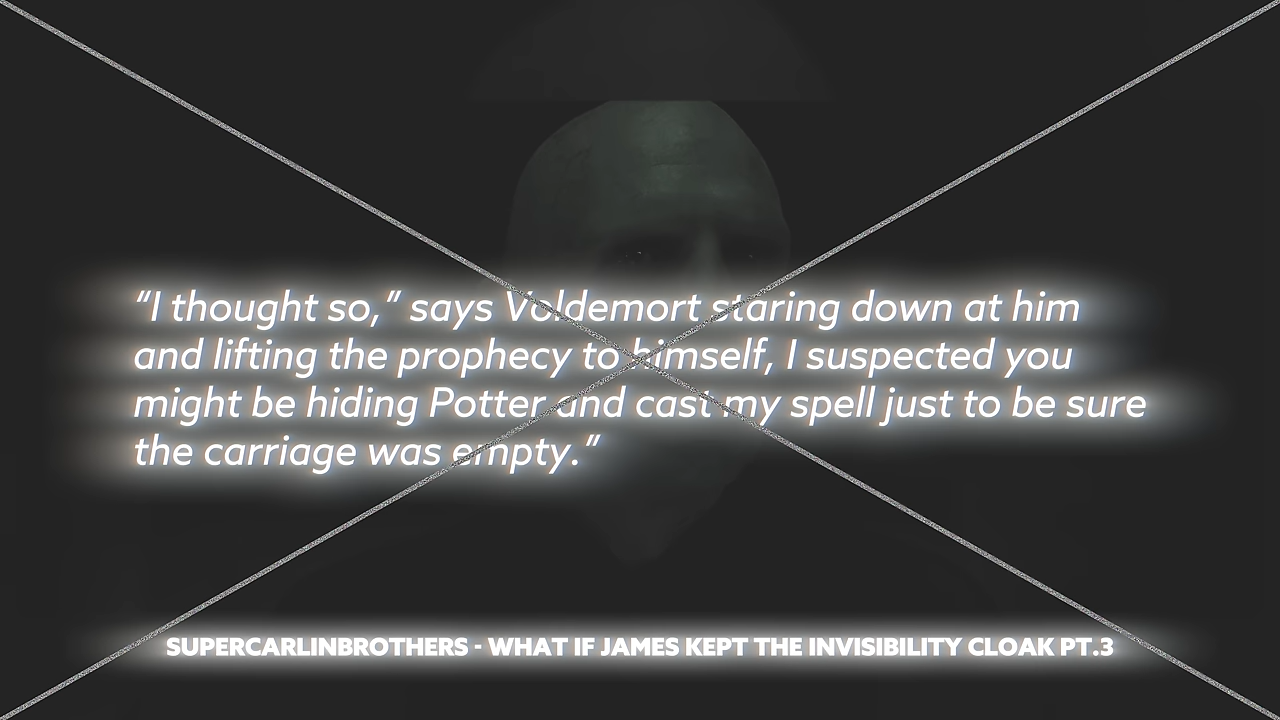 “I thought so,” says Voldemort staring down at him
and lifting the prophecy to himself, I suspected you
might be hiding Potter and cast my spell just to be sure
the carriage was empty.”
SUPERCARLINBROTHERS - WHAT IF JAMES KEPT THE INVISIBILITY CLOAK PT.3